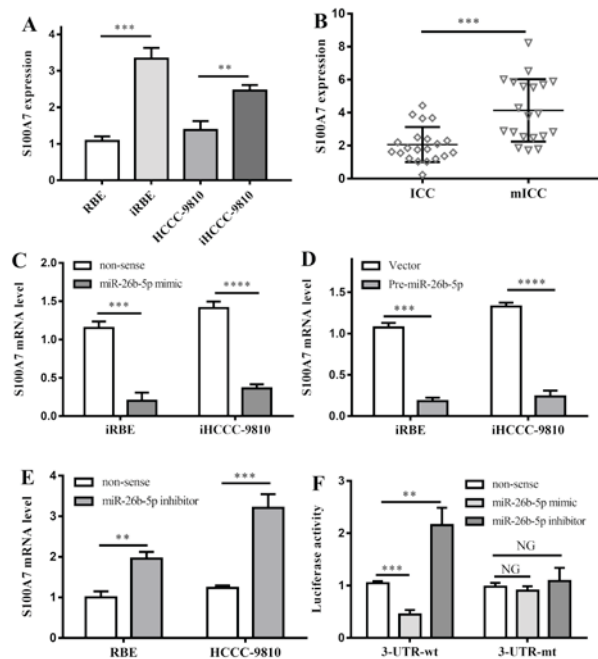 A
S100A7 expression
4
3
2
1
0
***
**
RBE
iRBE
HCCC-9810
iHCCC-9810
B
S100A7 expression
10
8
6
4
2
0
***
ICC
mICC
C
S100A7 mRNA level
2.0
1.5
1.0
0.5
0.0
non-sense
miR-26b-5p mimic
***
****
iRBE
iHCCC-9810
D
S100A7 mRNA level
1.5
1.0
0.5
0.0
Vector
Pre-miR-26b-5p
***
****
iRBE
iHCCC-9810
E
S100A7 mRNA level
4
3
2
1
0
non-sense
miR-26b-5p inhibitor
**
***
RBE
HCCC-9810
F
Luciferase activity
3
2
1
0
non-sense
miR-26b-5p mimic
miR-26b-5p inhibitor
**
***
NG
NG
3-UTR-wt
3-UTR-mt